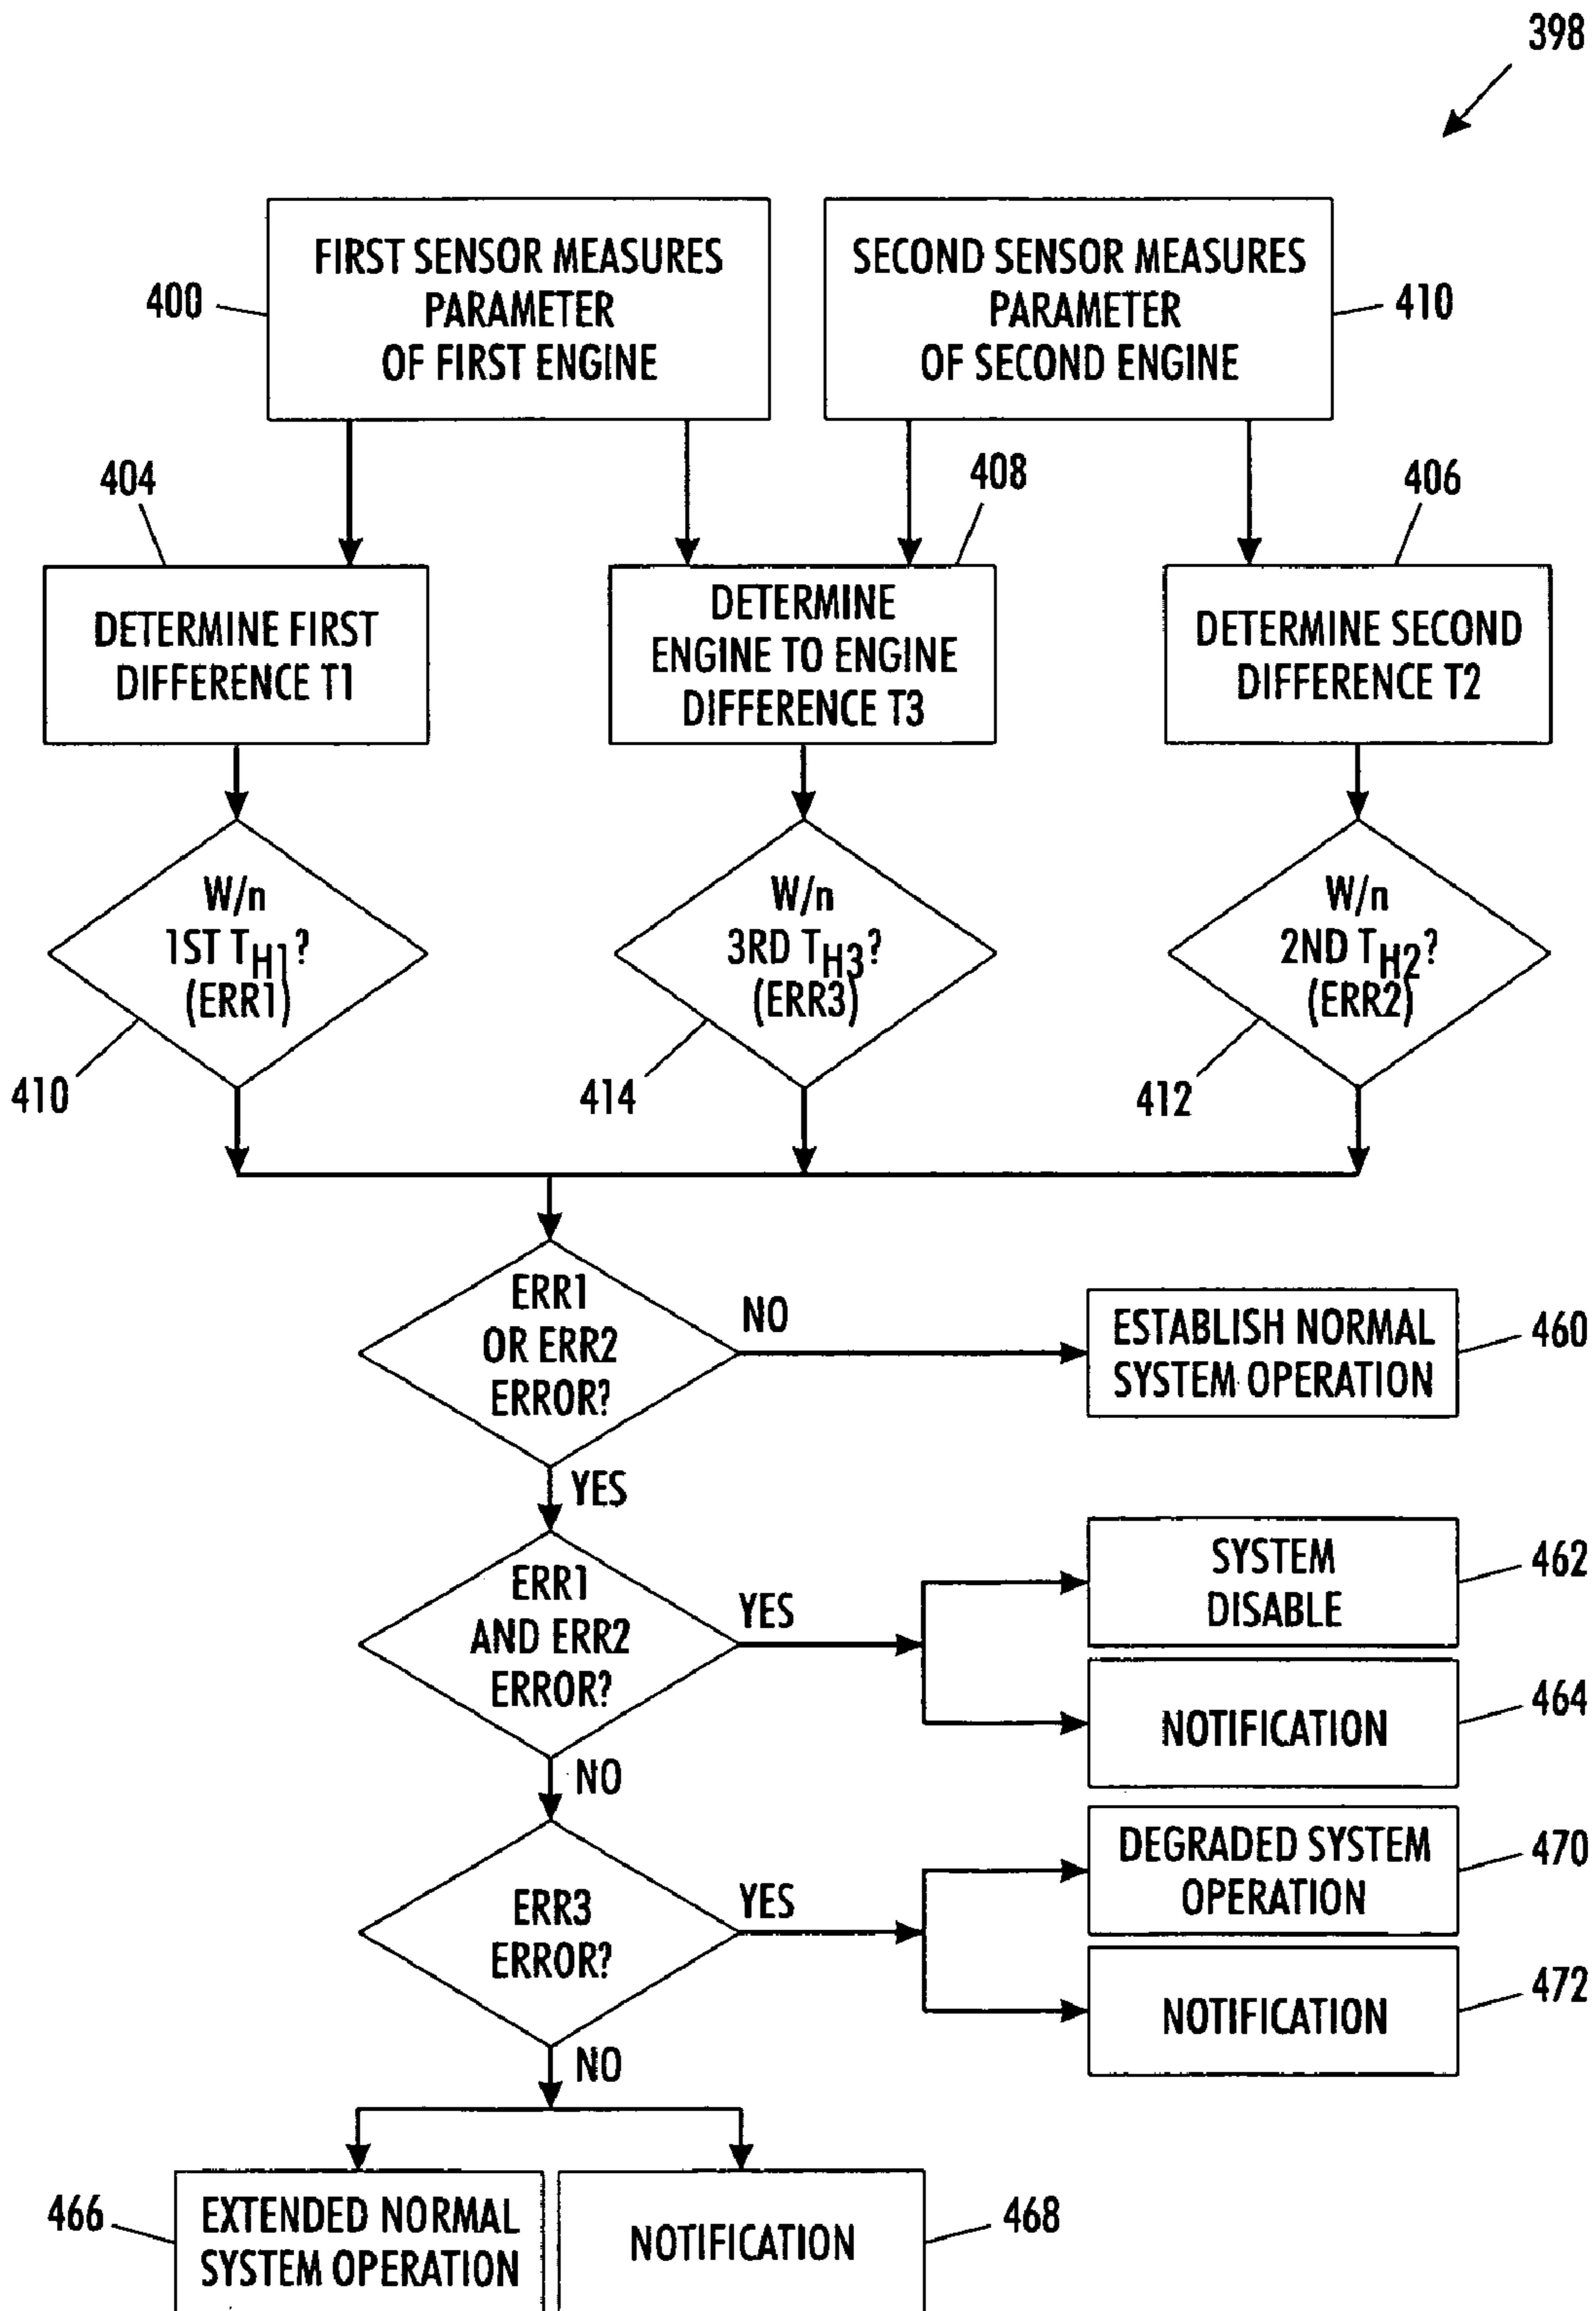 398
FIRST SENSOR MEASURES
PARAMETER
OF FIRST ENGINE
400
SECOND SENSOR MEASURES
PARAMETER
OF SECOND ENGINE
410
404
408
406
DETERMINE FIRST
DIFFERENCE T1
DETERMINE
ENGINE TO ENGINE
DIFFERENCE T3
DETERMINE SECOND
DIFFERENCE T2
W/n
1ST TH1?
(ERR1)
410
W/n
3RD TH3?
(ERR3)
414
W/n
2ND TH2?
(ERR2)
412
ERR1
OR ERR2
ERROR?
NO
ESTABLISH NORMAL
SYSTEM OPERATION
460
YES
ERR1
AND ERR2
ERROR?
YES
SYSTEM
DISABLE
462
NOTIFICATION
464
NO
ERR3
ERROR?
YES
DEGRADED SYSTEM
OPERATION
470
NOTIFICATION
472
NO
466
EXTENDED NORMAL
SYSTEM OPERATION
NOTIFICATION
468